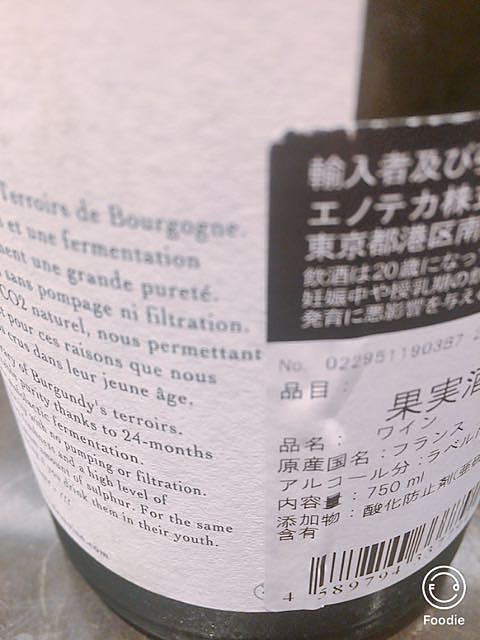 Terroirs de Bourgogne.
et une fermentation
une grande pureté.
sans pompage ni filtration.
CO2 naturel, nous permettant
pour ces raisons que nous
crus dans leur jeune âge.
of Burgundy's terroirs.
purity thanks to 24-months
fermentation.
no pumping or filtration.
and a high level of
of sulphur. For the same
drink them in their youth.
.com
輸入者及び
エノテカ株式
東京都港区南
飲酒は20歳になっ
妊娠中や授乳期の
発育に悪影響を与え
No. 022951190387
品目： 果実酒
品名： ワイン
原産国名：フランス
アルコール分：ラベル
内容量：750 ml
添加物：酸化防止剤
含有
4 589794
Foodie